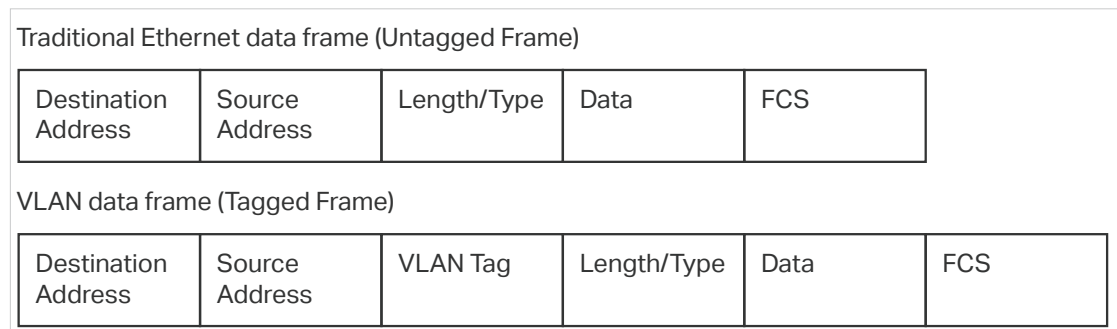 Traditional Ethernet data frame (Untagged Frame)
Destination Address
Source Address
Length/Type
Data
FCS
VLAN data frame (Tagged Frame)
Destination Address
Source Address
VLAN Tag
Length/Type
Data
FCS